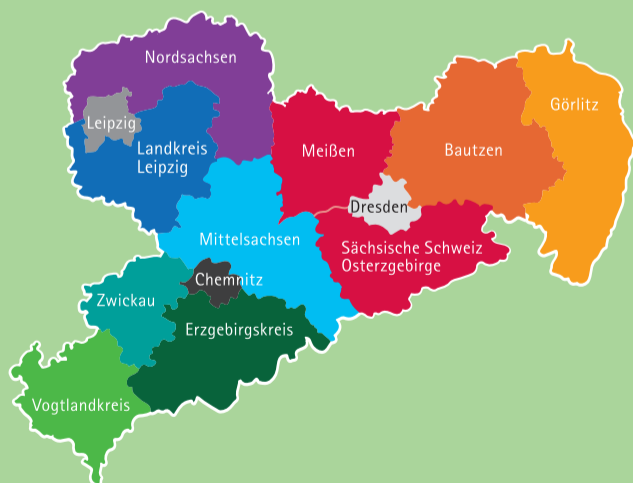 Nordsachsen
Görlitz
Leipzig
Landkreis
Leipzig
Meißen
Bautzen
Dresden
Mittelsachsen
Sächsische Schweiz
Osterzgebirge
Chemnitz
Zwickau
Erzgebirgskreis
Vogtlandkreis